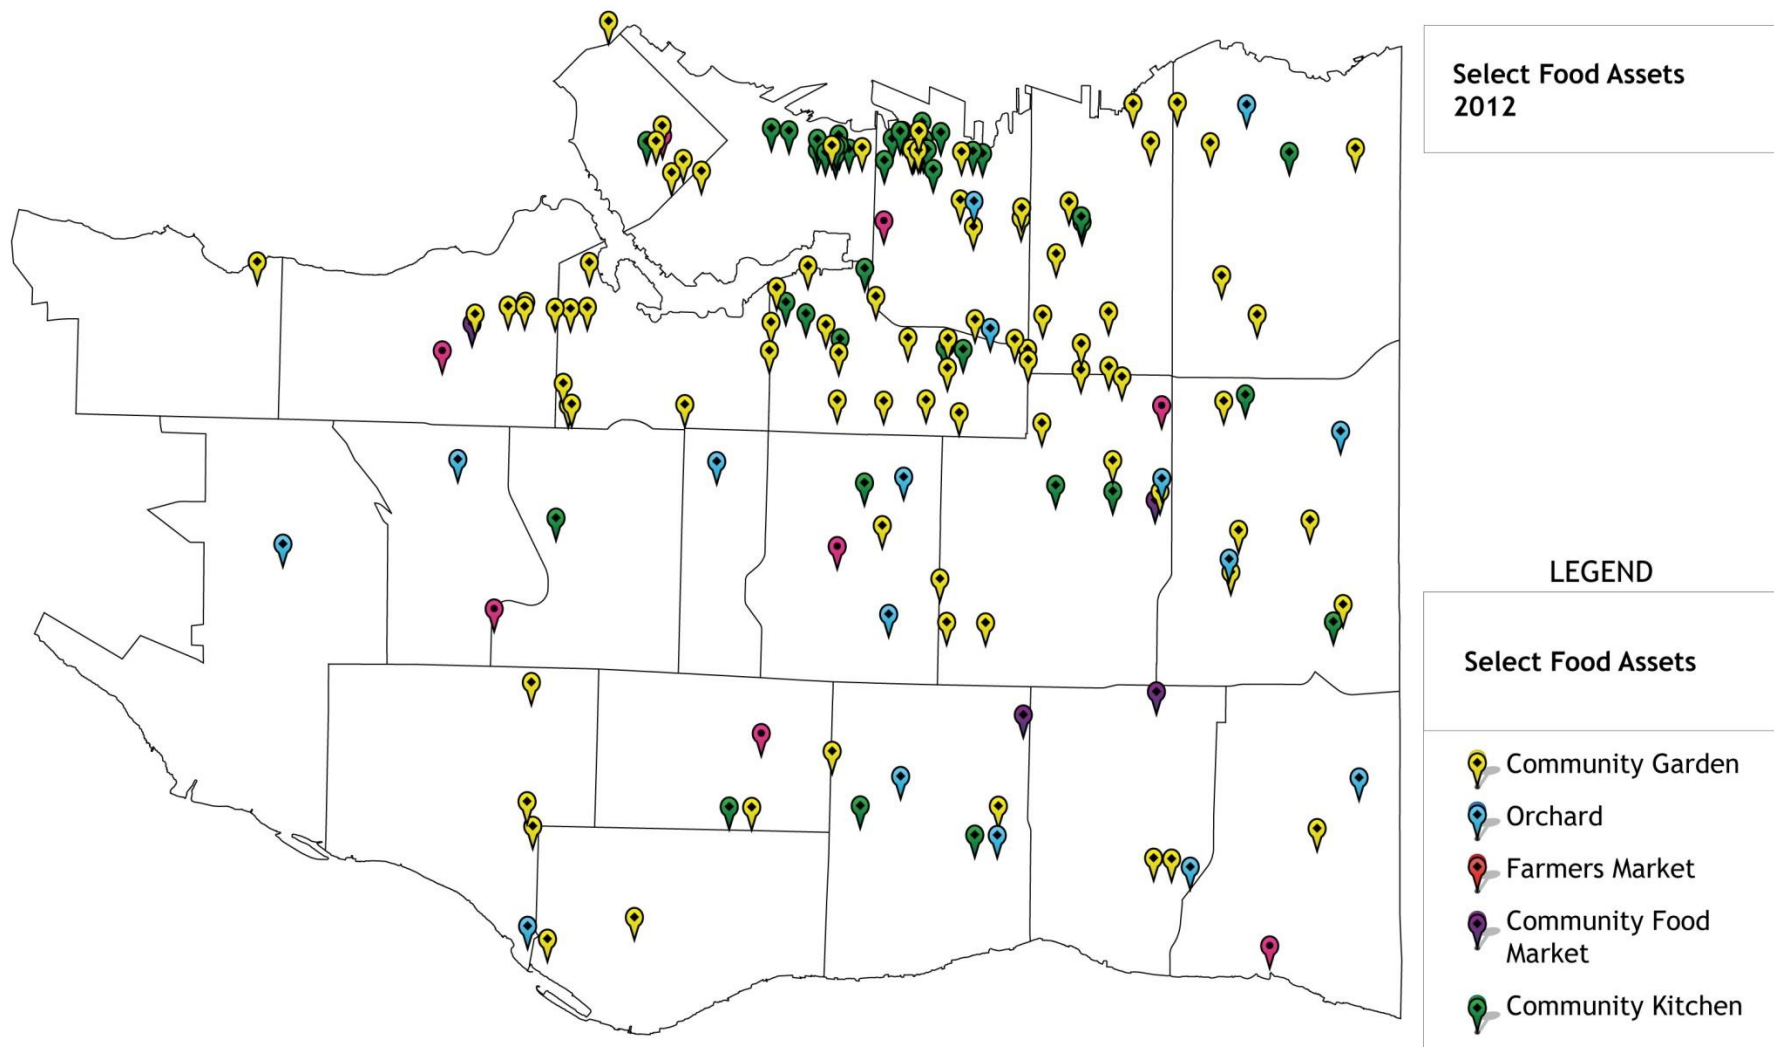 Select Food Assets
2012
LEGEND
Select Food Assets
Community Garden
Orchard
Farmers Market
Community Food
Market
Community Kitchen